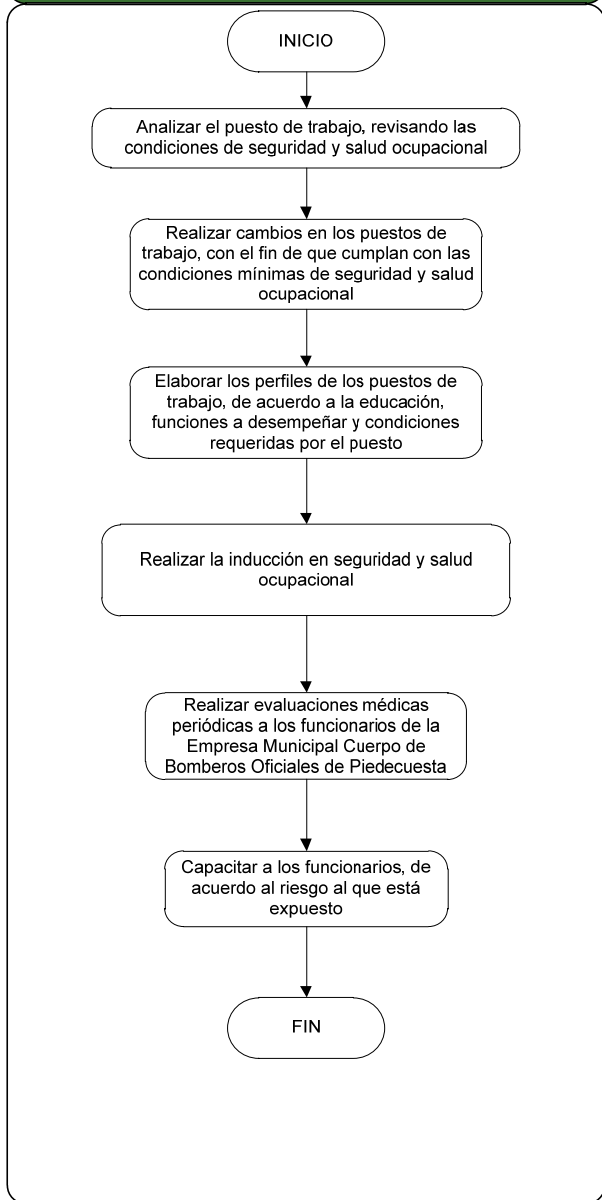 INICIO
Analizar el puesto de trabajo, revisando las
condiciones de seguridad y salud ocupacional
Realizar cambios en los puestos de
trabajo, con el fin de que cumplan con las
condiciones mínimas de seguridad y salud
ocupacional
Elaborar los perfiles de los puestos de
trabajo, de acuerdo a la educación,
funciones a desempeñar y condiciones
requeridas por el puesto
Realizar la inducción en seguridad y salud
ocupacional
Realizar evaluaciones médicas
periódicas a los funcionarios de la
Empresa Municipal Cuerpo de
Bomberos Oficiales de Piedecuesta
Capacitar a los funcionarios, de
acuerdo al riesgo al que está
expuesto
FIN